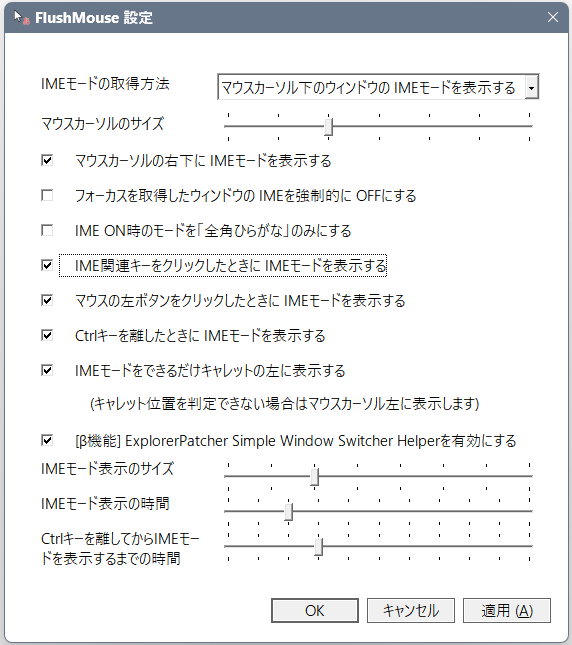 FlushMouse 設定
IMEモードの取得方法
マウスカーソル下のウィンドウの IMEモードを表示する
マウスカーソルのサイズ
マウスカーソルの右下に IMEモードを表示する
フォーカスを取得したウィンドウの IMEを強制的に OFFにする
IME ON時のモードを「全角ひらがな」のみにする
IME関連キーをクリックしたときに IMEモードを表示する
マウスの左ボタンをクリックしたときに IMEモードを表示する
Ctrlキーを離したときに IMEモードを表示する
IMEモードをできるだけキャレットの左に表示する
(キャレット位置を判定できない場合はマウスカーソル左に表示します)
[β機能] ExplorerPatcher Simple Window Switcher Helperを有効にする
IMEモード表示のサイズ
IMEモード表示の時間
Ctrlキーを離してからIMEモー
ドを表示するまでの時間
OK
キャンセル
適用 (A)